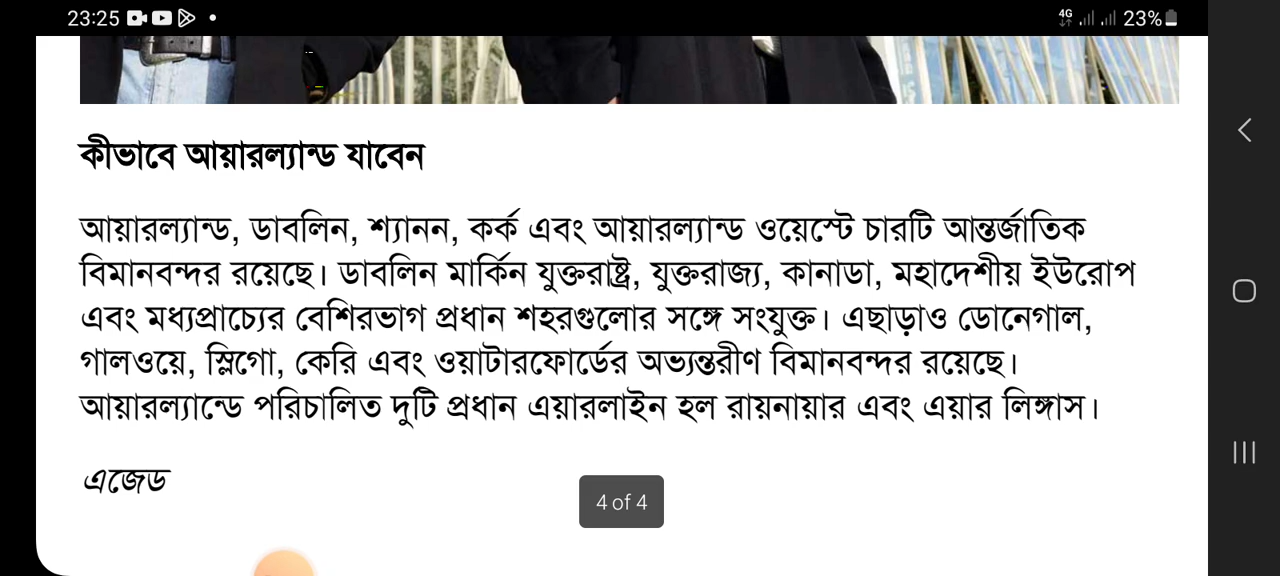 23:25
4G
23%
কীভাবে আয়ারল্যান্ড যাবেন
আয়ারল্যান্ড, ডাবলিন, শ্যানন, কর্ক এবং আয়ারল্যান্ড ওয়েস্টে চারটি আন্তর্জাতিক
বিমানবন্দর রয়েছে। ডাবলিন মার্কিন যুক্তরাষ্ট্র, যুক্তরাজ্য, কানাডা, মহাদেশীয় ইউরোপ
এবং মধ্যপ্রাচ্যের বেশিরভাগ প্রধান শহরগুলোর সঙ্গে সংযুক্ত। এছাড়াও ডোনেগাল,
গালওয়ে, স্লিগো, কেরি এবং ওয়াটারফোর্ডের অভ্যন্তরীণ বিমানবন্দর রয়েছে।
আয়ারল্যান্ডে পরিচালিত দুটি প্রধান এয়ারলাইন হল রায়নায়ার এবং এয়ার লিঙ্গাস।
এজেড
4 of 4